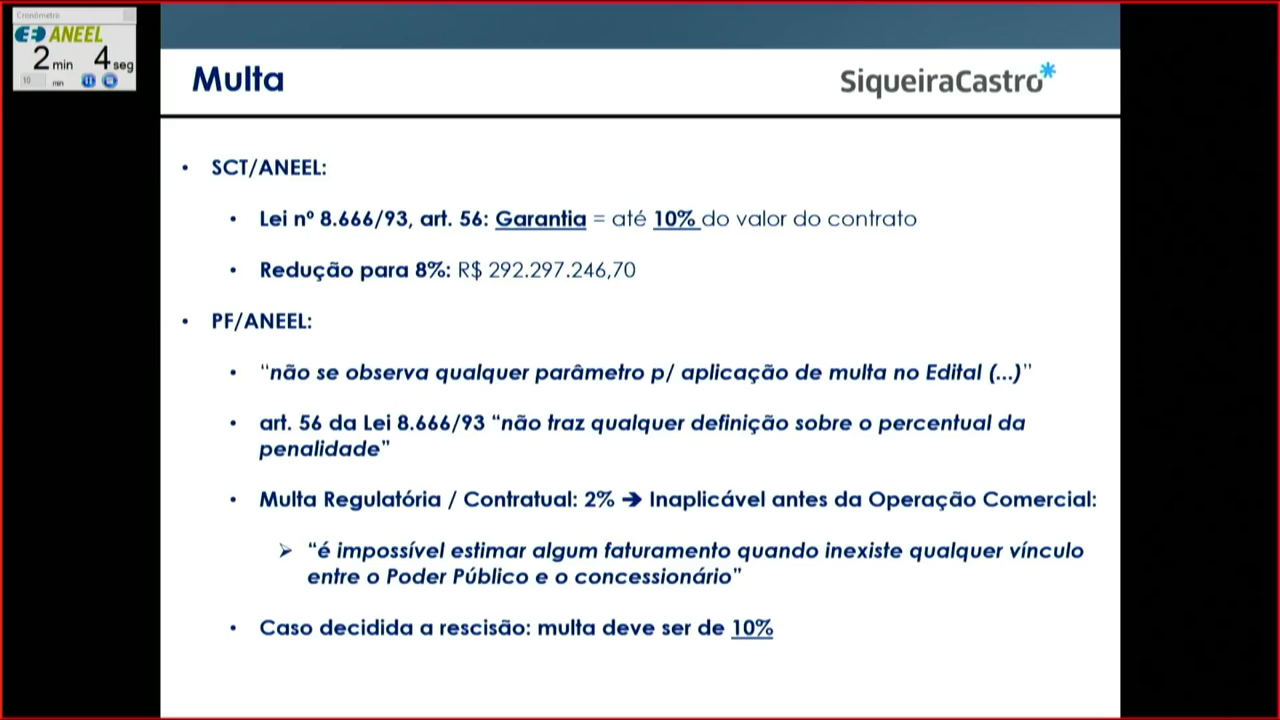 Cronômetro
ANEEL
2 min 4 seg
10 min
Multa
SiqueiraCastro
• SCT/ANEEL:
• Lei nº 8.666/93, art. 56: Garantia = até 10% do valor do contrato
• Redução para 8%: R$ 292.297.246,70
• PF/ANEEL:
• “não se observa qualquer parâmetro p/ aplicação de multa no Edital (...)”
• art. 56 da Lei 8.666/93 “não traz qualquer definição sobre o percentual da
penalidade”
• Multa Regulatória / Contratual: 2% ➔ Inaplicável antes da Operação Comercial:
➢ “é impossível estimar algum faturamento quando inexiste qualquer vínculo
entre o Poder Público e o concessionário”
• Caso decidida a rescisão: multa deve ser de 10%